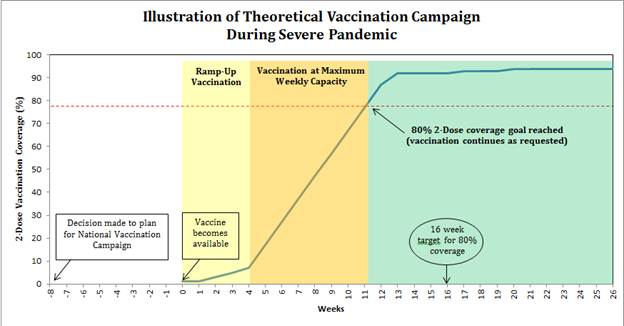 Illustration of Theoretical Vaccination Campaign
During Severe Pandemic
2-Dose Vaccination Coverage (%)
100
90
80
70
60
50
40
30
20
10
0
Ramp-Up
Vaccination
Vaccination at Maximum
Weekly Capacity
80% 2-Dose coverage goal reached
(vaccination continues as requested)
Decision made to plan
for National Vaccination
Campaign
Vaccine
becomes
available
16 week
target for 80%
coverage
-8 -7 -6 -5 -4 -3 -2 -1 0 1 2 3 4 5 6 7 8 9 10 11 12 13 14 15 16 17 18 19 20 21 22 23 24 25 26
Weeks